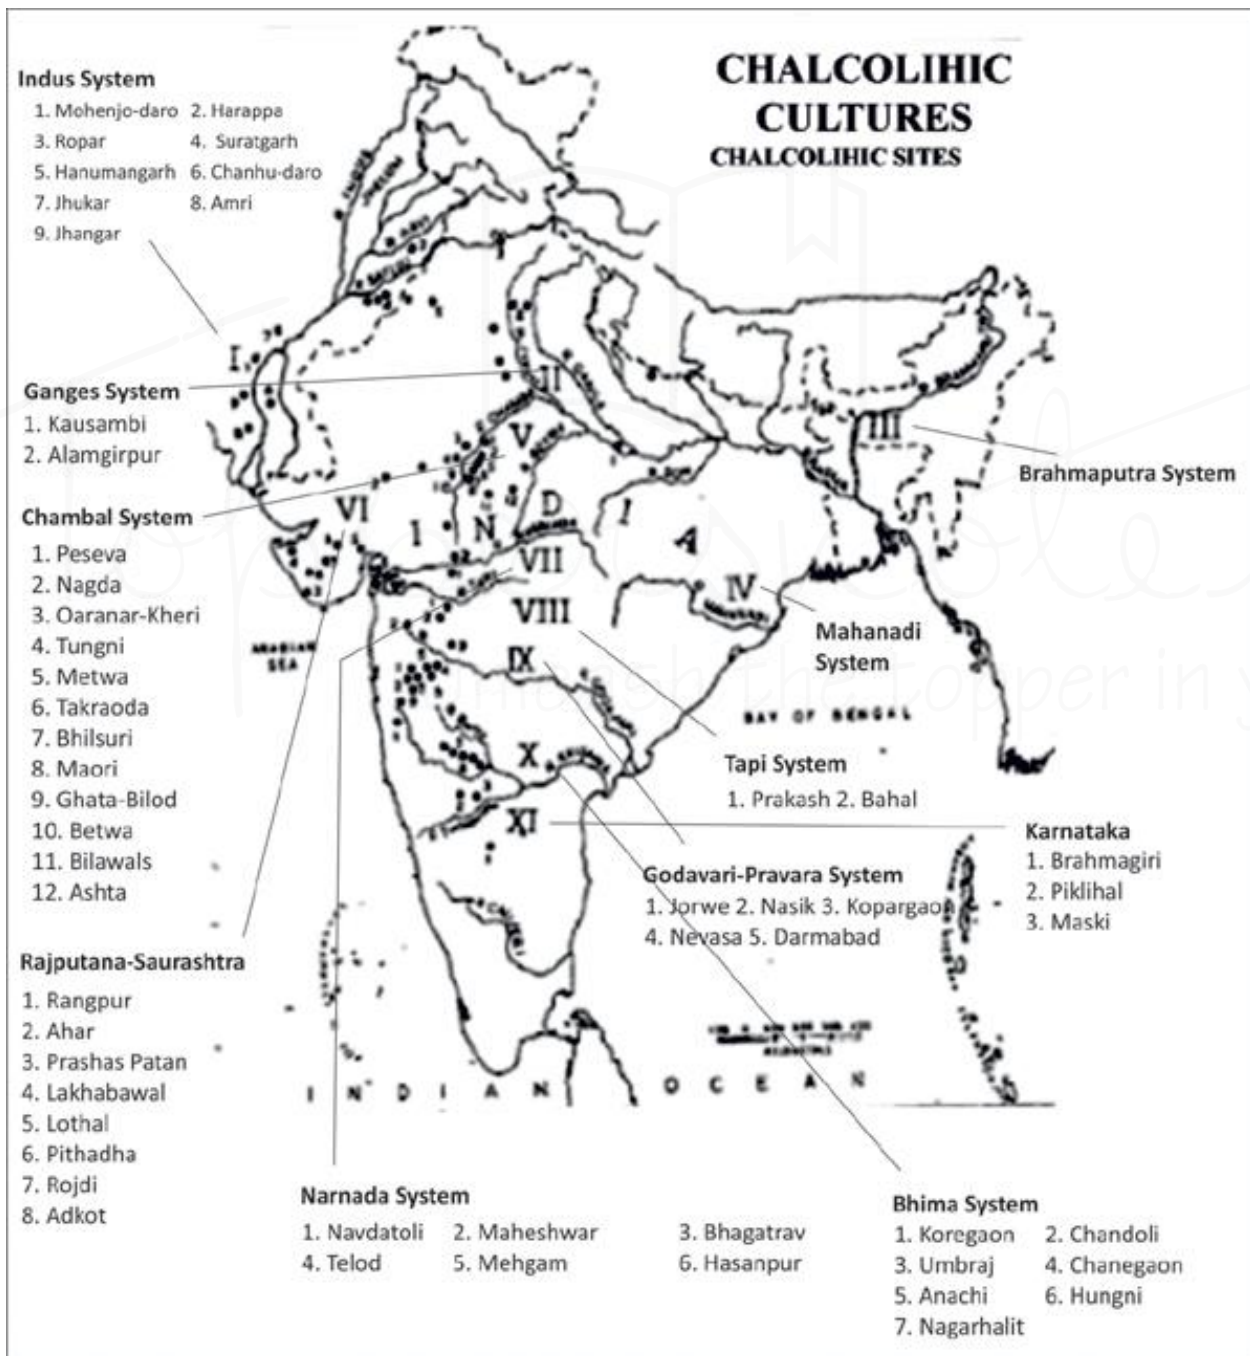 CHALCOLIHIC
CULTURES
CHALCOLIHIC SITES
Indus System
1. Mohenjo-daro 2. Harappa
3. Ropar 4. Suratgarh
5. Hanumangarh 6. Chanhu-daro
7. Jhukar 8. Amri
9. Jhangar
Ganges System
1. Kausambi
2. Alamgirpur
Chambal System
1. Peseva
2. Nagda
3. Oaranar-Kheri
4. Tungni
5. Metwa
6. Takraoda
7. Bhilsuri
8. Maori
9. Ghata-Bilod
10. Betwa
11. Bilawals
12. Ashta
Rajputana-Saurashtra
1. Rangpur
2. Ahar
3. Prashas Patan
4. Lakhabawal
5. Lothal
6. Pithadha
7. Rojdi
8. Adkot
I
II
III
Brahmaputra System
V
VI
I N D I A
VII
VIII
IV
Mahanadi
System
ARABIAN
SEA
IX
BAY OF BENGAL
X
Tapi System
1. Prakash 2. Bahal
XI
Karnataka
1. Brahmagiri
2. Piklihal
3. Maski
Godavari-Pravara System
1. Jorwe 2. Nasik 3. Kopargaon
4. Nevasa 5. Darmabad
INDIAN OCEAN
Narnada System
1. Navdatoli 2. Maheshwar 3. Bhagatrav
4. Telod 5. Mehgam 6. Hasanpur
Bhima System
1. Koregaon 2. Chandoli
3. Umbraj 4. Chanegaon
5. Anachi 6. Hungni
7. Nagarhalit